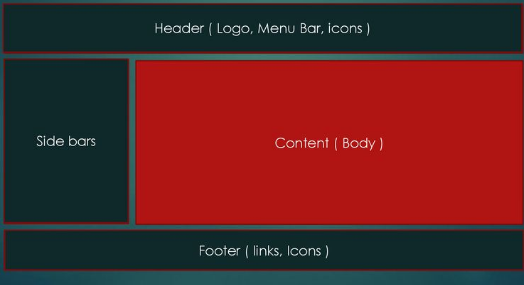 Header ( Logo, Menu Bar, icons )
Side bars
Content ( Body )
Footer ( links, Icons )